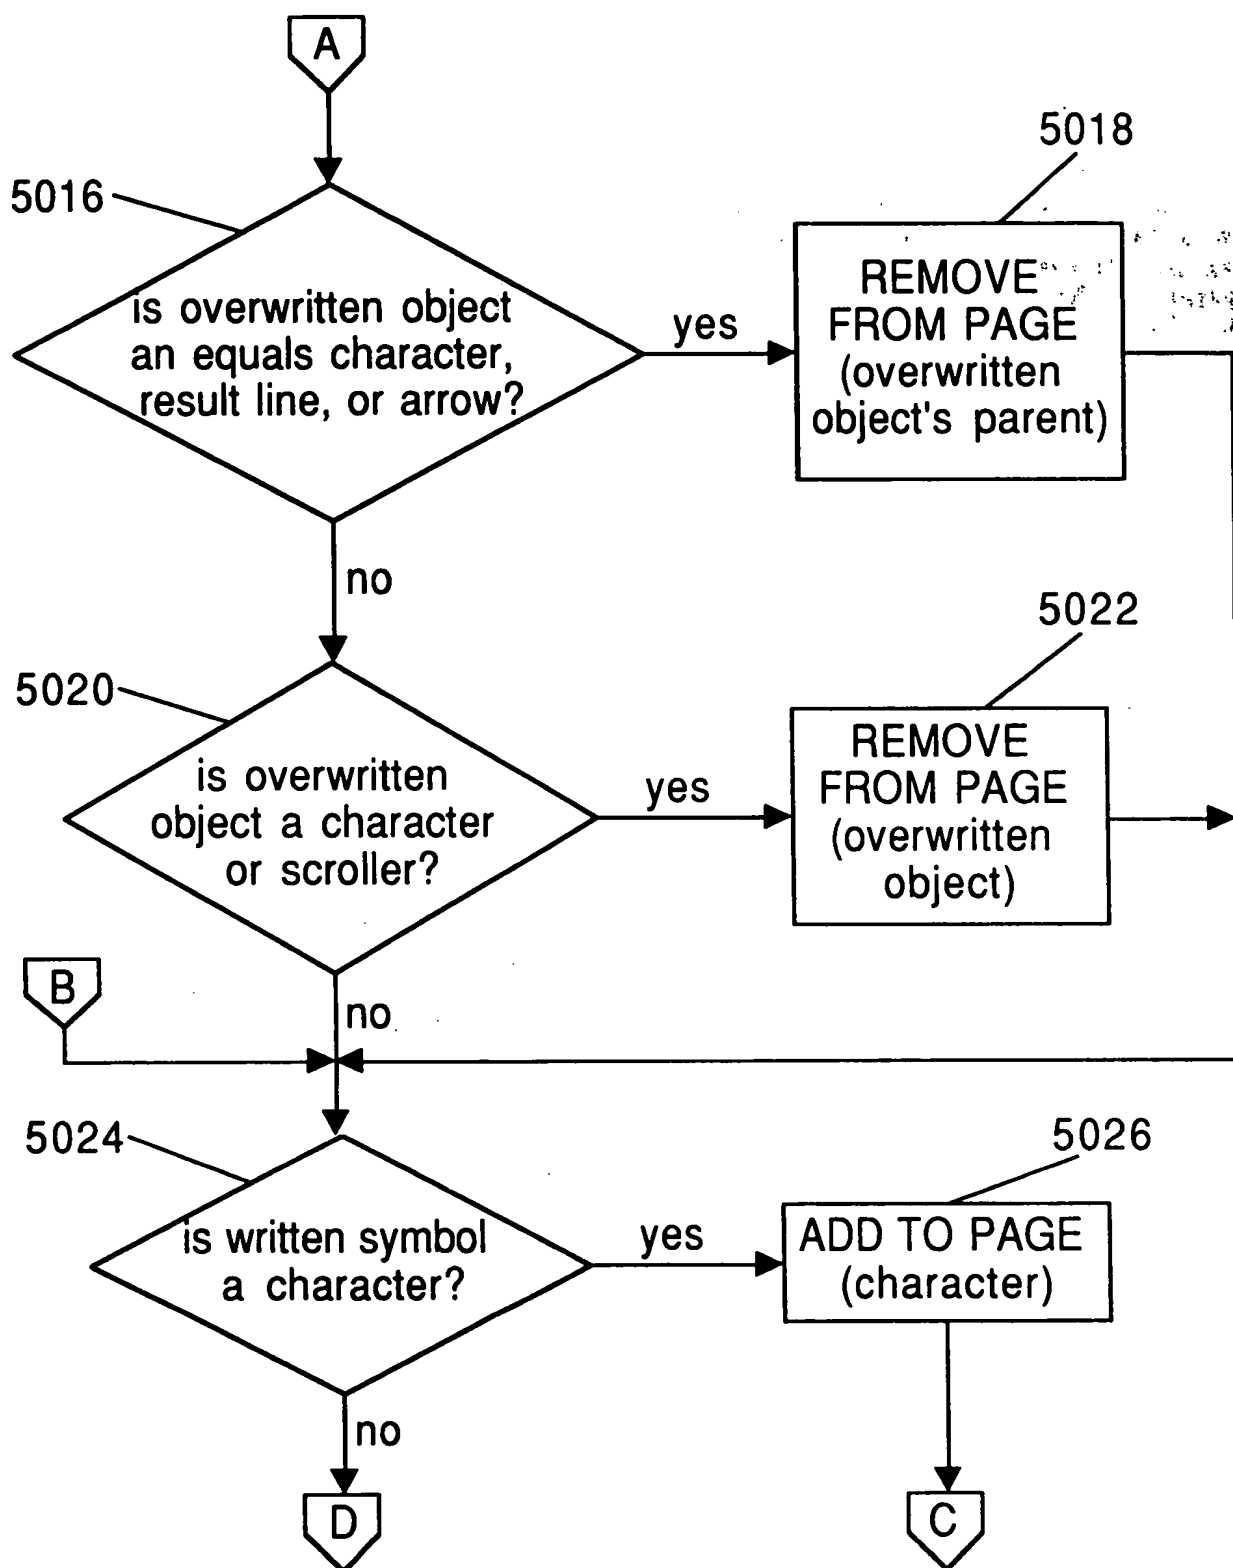 A
5018
5016
is overwritten object
an equals character,
result line, or arrow?
yes
REMOVE
FROM PAGE
(overwritten
object's parent)
no
5022
5020
is overwritten
object a character
or scroller?
yes
REMOVE
FROM PAGE
(overwritten
object)
B
no
5024
5026
is written symbol
a character?
yes
ADD TO PAGE
(character)
no
D
C